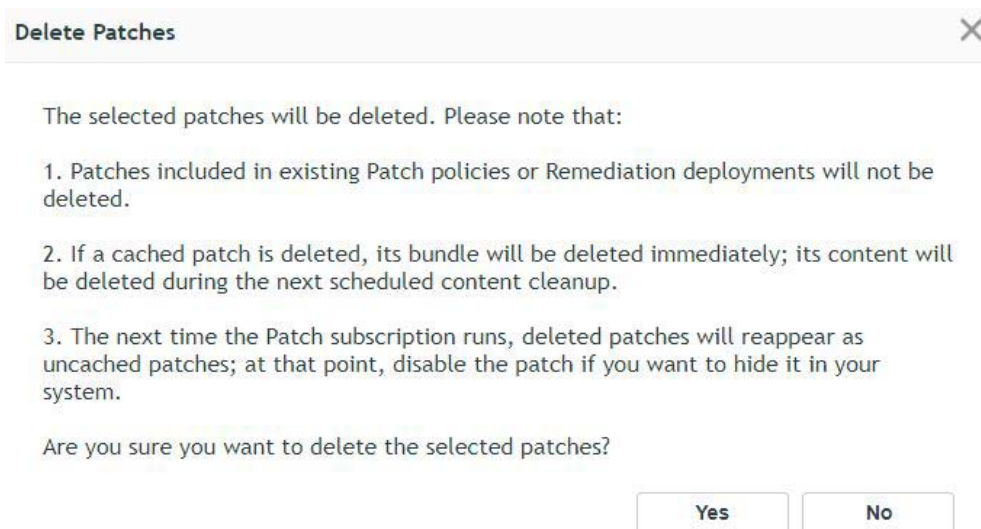 Delete Patches
The selected patches will be deleted. Please note that:
1. Patches included in existing Patch policies or Remediation deployments will not be
deleted.
2. If a cached patch is deleted, its bundle will be deleted immediately; its content will
be deleted during the next scheduled content cleanup.
3. The next time the Patch subscription runs, deleted patches will reappear as
uncached patches; at that point, disable the patch if you want to hide it in your
system.
Are you sure you want to delete the selected patches?
Yes No